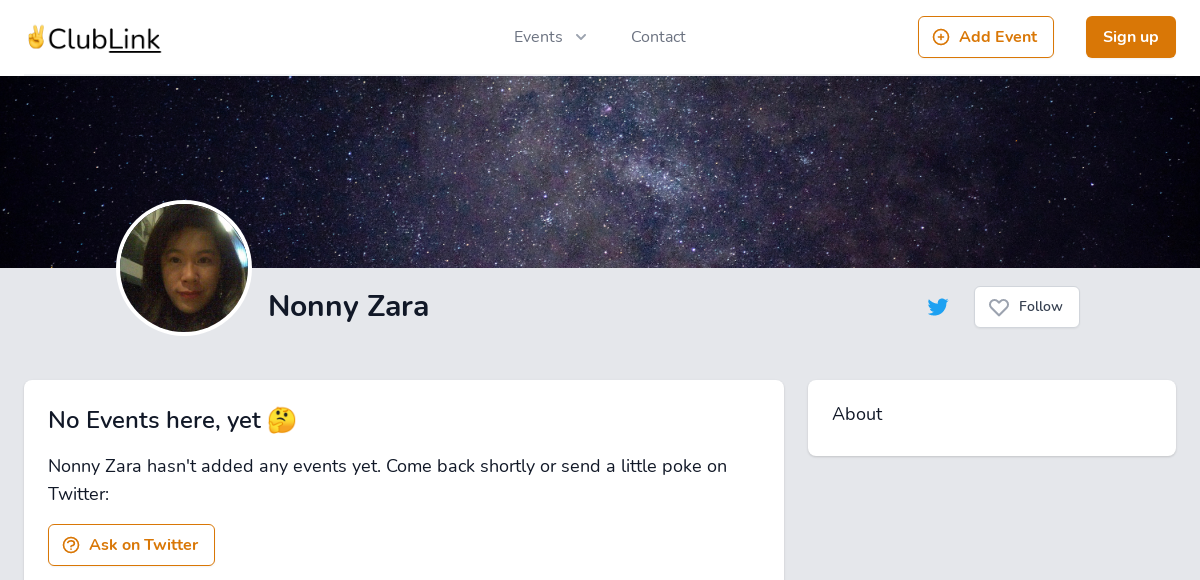 ✌️ClubLink
Events
Contact
Add Event
Sign up
Nonny Zara
Follow
No Events here, yet 🤔
Nonny Zara hasn't added any events yet. Come back shortly or send a little poke on
Twitter:
Ask on Twitter
About